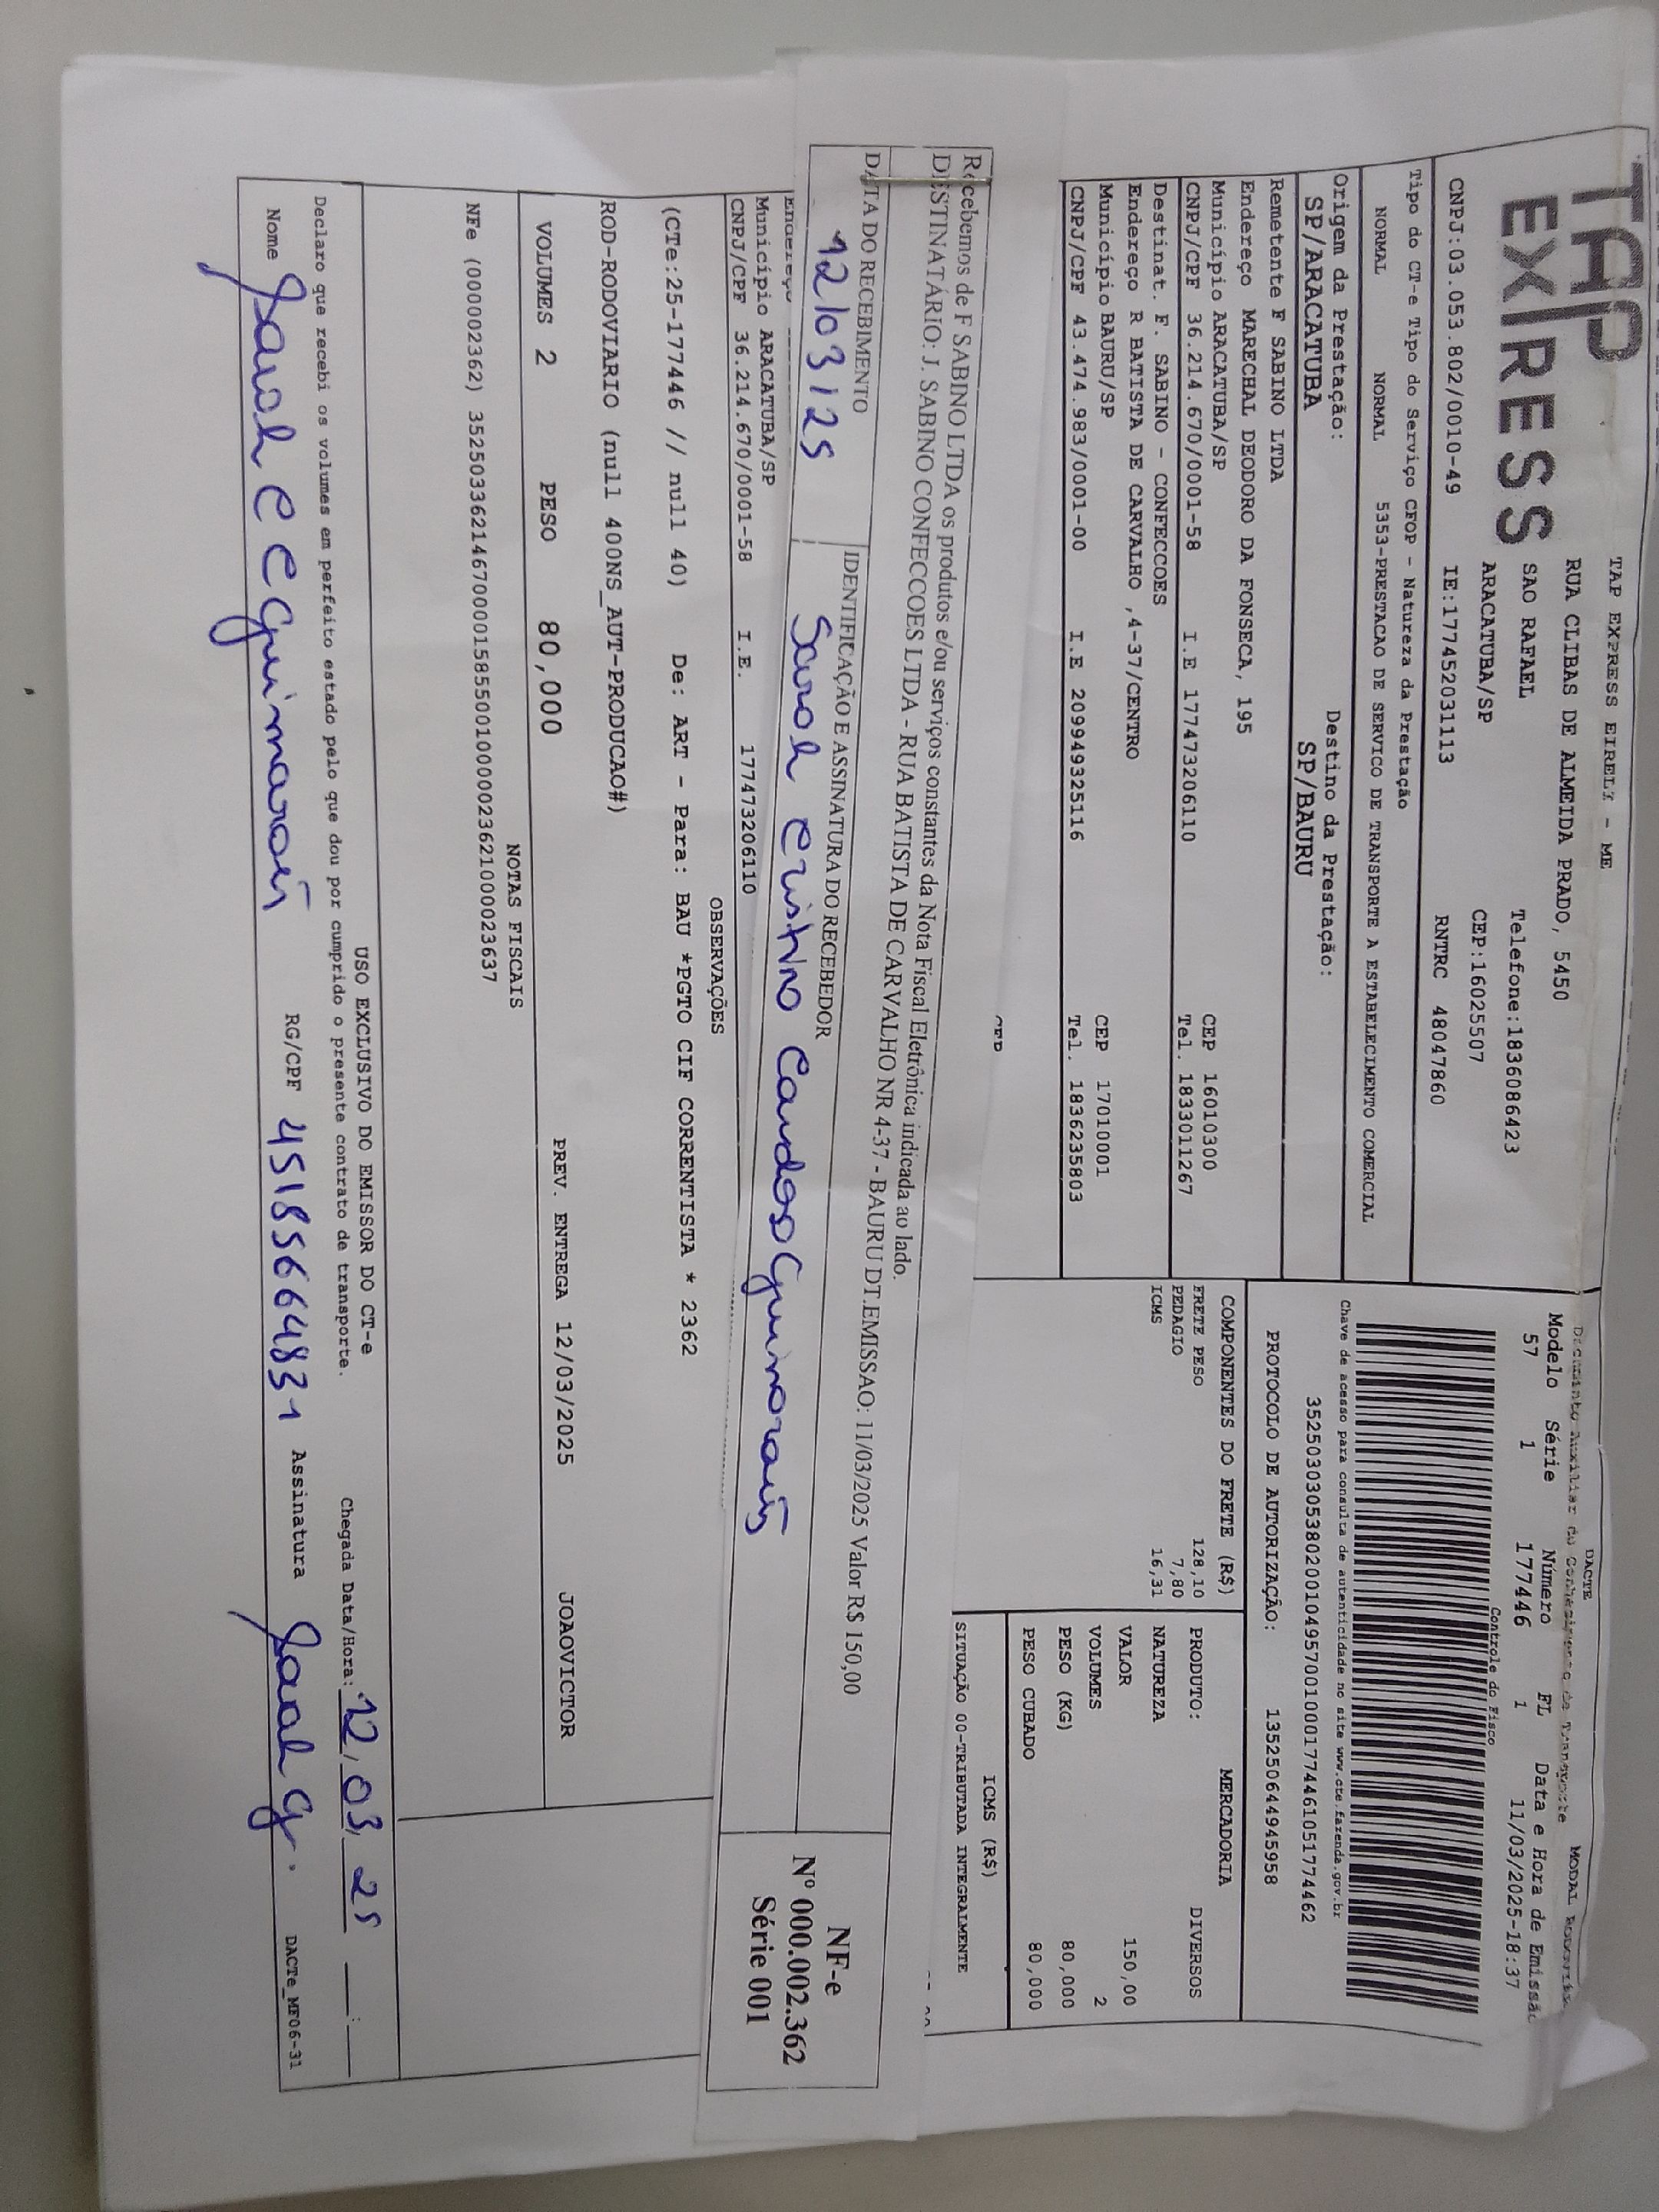 TAP
EXPRESS
TAP EXPRESS EIRELI - ME
RUA CLIBAS DE ALMEIDA PRADO, 5450
SAO RAFAEL Telefone:1836086423
ARACATUBA/SP CEP:16025507
CNPJ:03.053.802/0010-49 IE:177452031113 RNTRC 48047860
Tipo do CT-e Tipo do Serviço CFOP - Natureza da Prestação
NORMAL NORMAL 5353-PRESTACAO DE SERVICO DE TRANSPORTE A ESTABELECIMENTO COMERCIAL
Origem da Prestação: Destino da Prestação:
SP/ARACATUBA SP/BAURU
Remetente F SABINO LTDA
Endereço MARECHAL DEODORO DA FONSECA, 195
Município ARACATUBA/SP CEP 16010300
CNPJ/CPF 36.214.670/0001-58 I.E 177473206110 Tel. 1833011267
Destinat. F. SABINO - CONFECCOES
Endereço R BATISTA DE CARVALHO ,4-37/CENTRO
Município BAURU/SP CEP 17010001
CNPJ/CPF 43.474.983/0001-00 I.E 209949325116 Tel. 1836235803
CEP
DACTE
Documento Auxiliar do Conhecimento de Transporte MODAL
Modelo Série Número FL Data e Hora de Emissão
57 1 177446 1 11/03/2025-18:37
Controle do Fisco
Chave de acesso para consulta de autenticidade no site www.cte.fazenda.gov.br
35250303053802001049570010001774461051774462
PROTOCOLO DE AUTORIZAÇÃO: 135250644945958
COMPONENTES DO FRETE (R$)
FRETE PESO 128,10
PEDAGIO 7,80
ICMS 16,31
MERCADORIA
PRODUTO: DIVERSOS
NATUREZA
VALOR 150,00
VOLUMES 2
PESO (KG) 80,000
PESO CUBADO 80,000
ICMS (R$)
SITUAÇÃO 00-TRIBUTADA INTEGRALMENTE
Recebemos de F SABINO LTDA os produtos e/ou serviços constantes da Nota Fiscal Eletrônica indicada ao lado.
DESTINATÁRIO: J. SABINO CONFECCOES LTDA - RUA BATISTA DE CARVALHO NR 4-37 - BAURU DT.EMISSAO: 11/03/2025 Valor R$ 150,00
DATA DO RECEBIMENTO IDENTIFICAÇÃO E ASSINATURA DO RECEBEDOR
12/03/25 Sarah Cristina Cardoso Guimarães
NF-e
Nº 000.002.362
Série 001
Endereço
Município ARACATUBA/SP
CNPJ/CPF 36.214.670/0001-58 I.E. 177473206110
OBSERVAÇÕES
(CTe:25-177446 // null 40) De: ART - Para: BAU *PGTO CIF CORRENTISTA * 2362
ROD-RODOVIARIO (null 400NS_AUT-PRODUCAO#)
VOLUMES 2 PESO 80,000 PREV. ENTREGA 12/03/2025 JOAOVICTOR
NOTAS FISCAIS
NFe (000002362) 35250336214670000158550010000023621000023637
USO EXCLUSIVO DO EMISSOR DO CT-e
Declaro que recebi os volumes em perfeito estado pelo que dou por cumprido o presente contrato de transporte. Chegada Data/Hora: 12/03/25 __:__
Nome Sarah C C Guimarães RG/CPF 45185664831 Assinatura Sarah G. DACTe_MF06-31